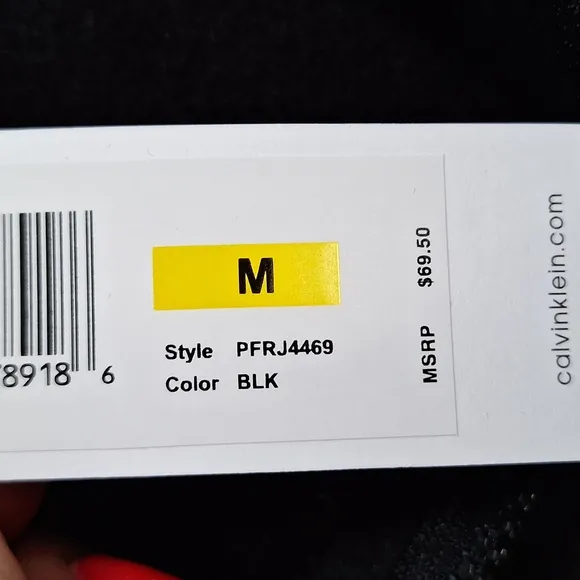 M
Style PFRJ4469
Color BLK
8918 6
MSRP $69.50
calvinklein.com